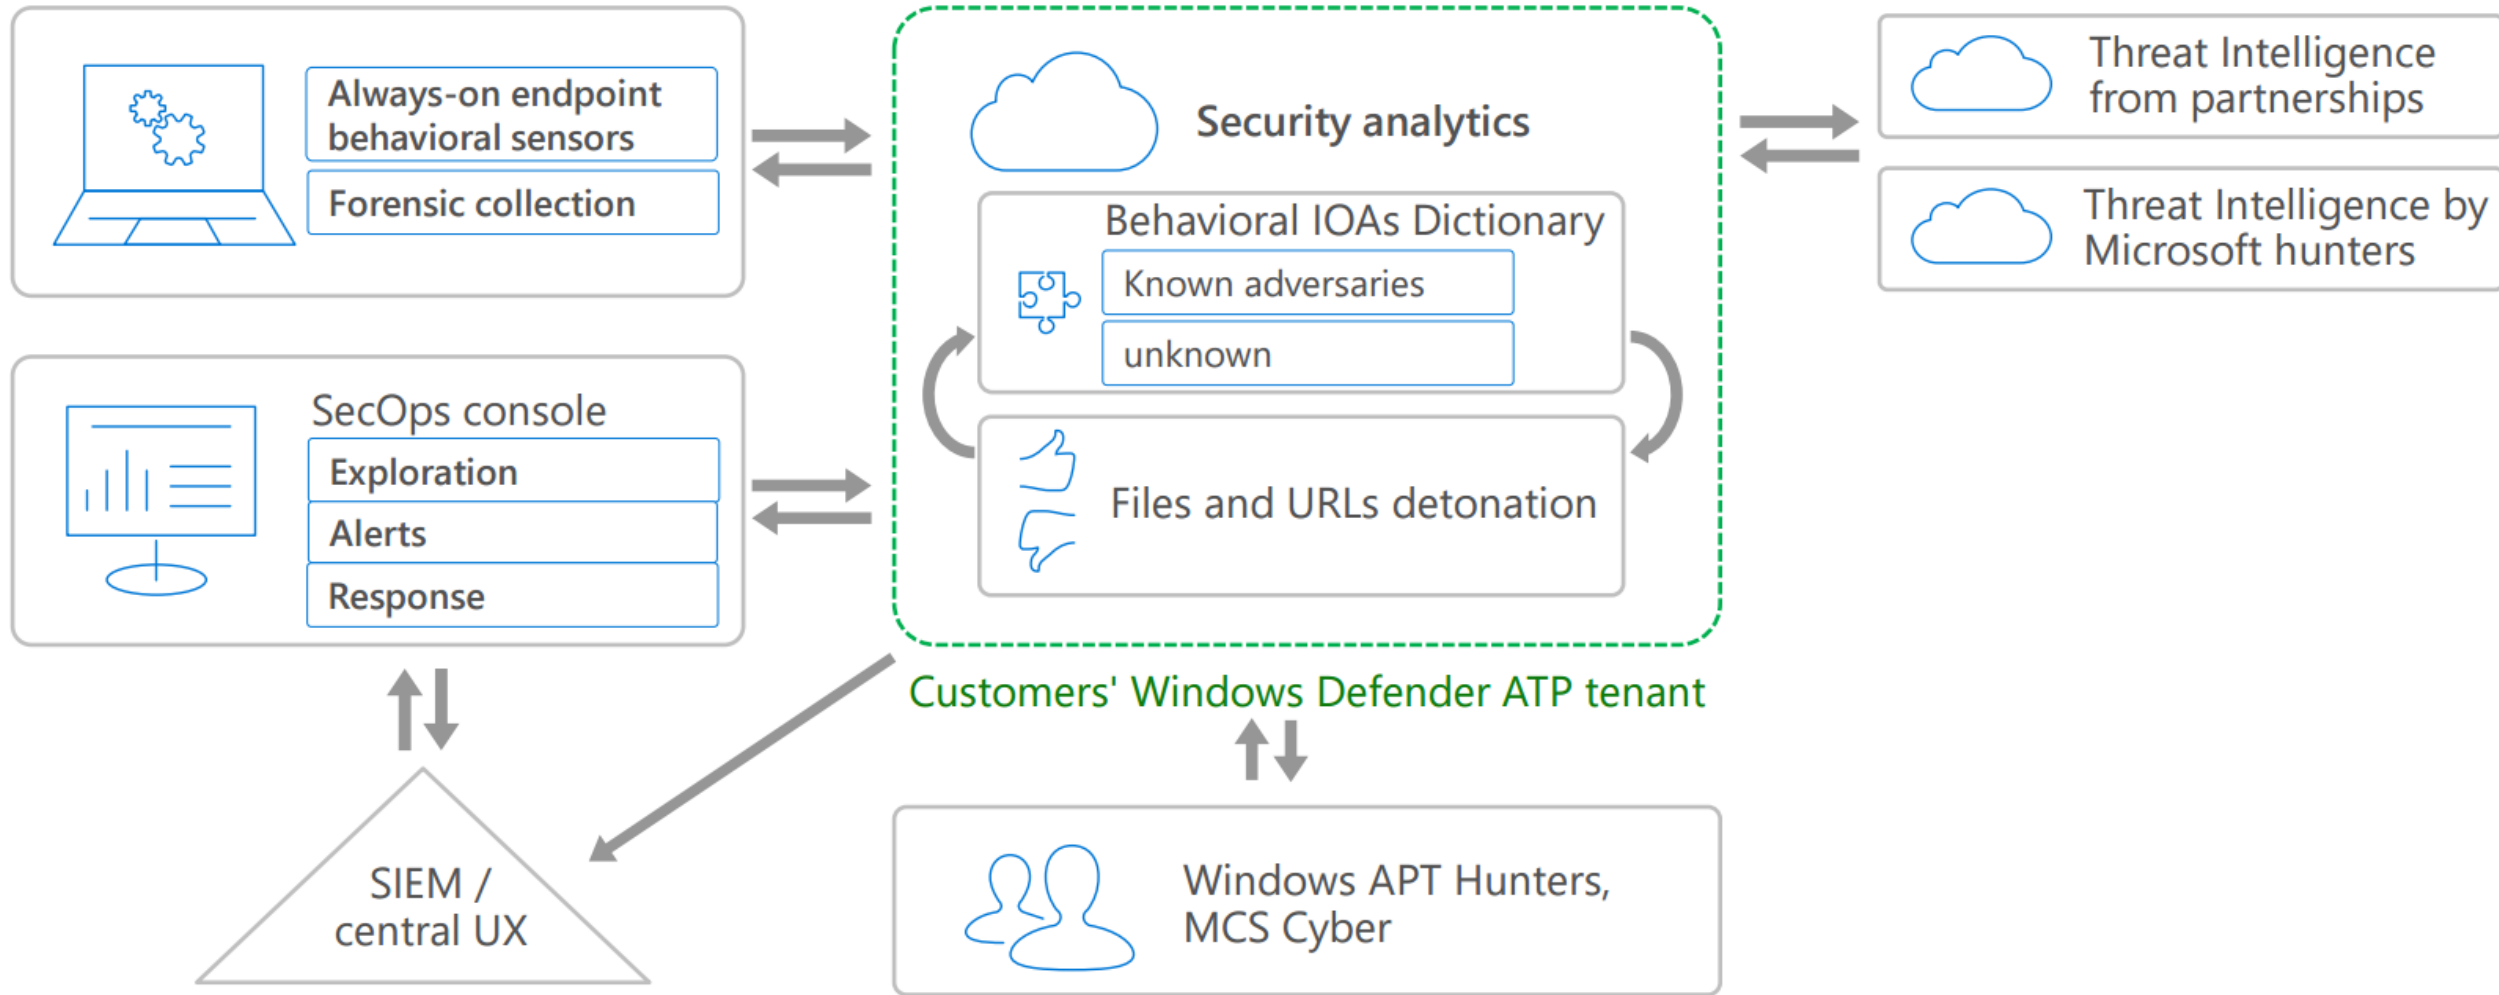 Always-on endpoint
behavioral sensors
Forensic collection
SecOps console
Exploration
Alerts
Response
SIEM /
central UX
Security analytics
Behavioral IOAs Dictionary
Known adversaries
unknown
Files and URLs detonation
Customers' Windows Defender ATP tenant
Windows APT Hunters,
MCS Cyber
Threat Intelligence
from partnerships
Threat Intelligence by
Microsoft hunters